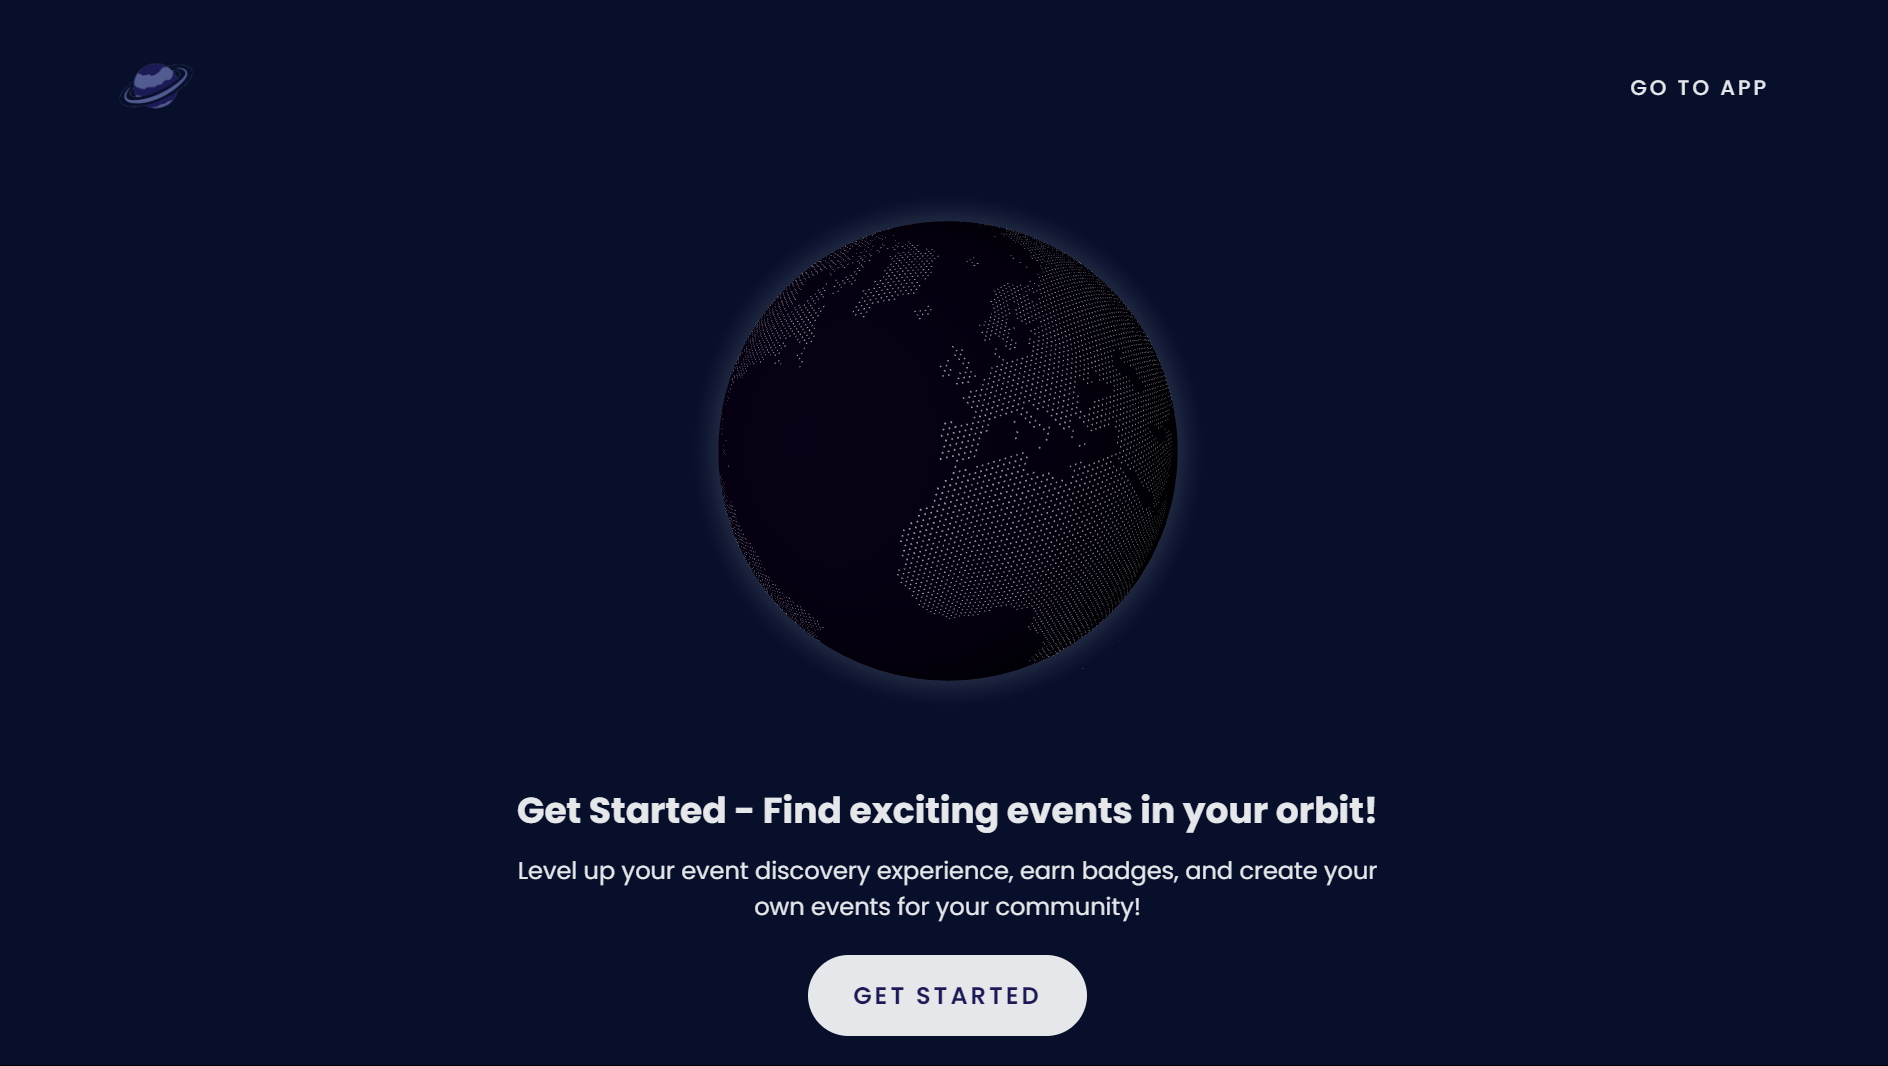 GO TO APP
Get Started - Find exciting events in your orbit!
Level up your event discovery experience, earn badges, and create your
own events for your community!
GET STARTED